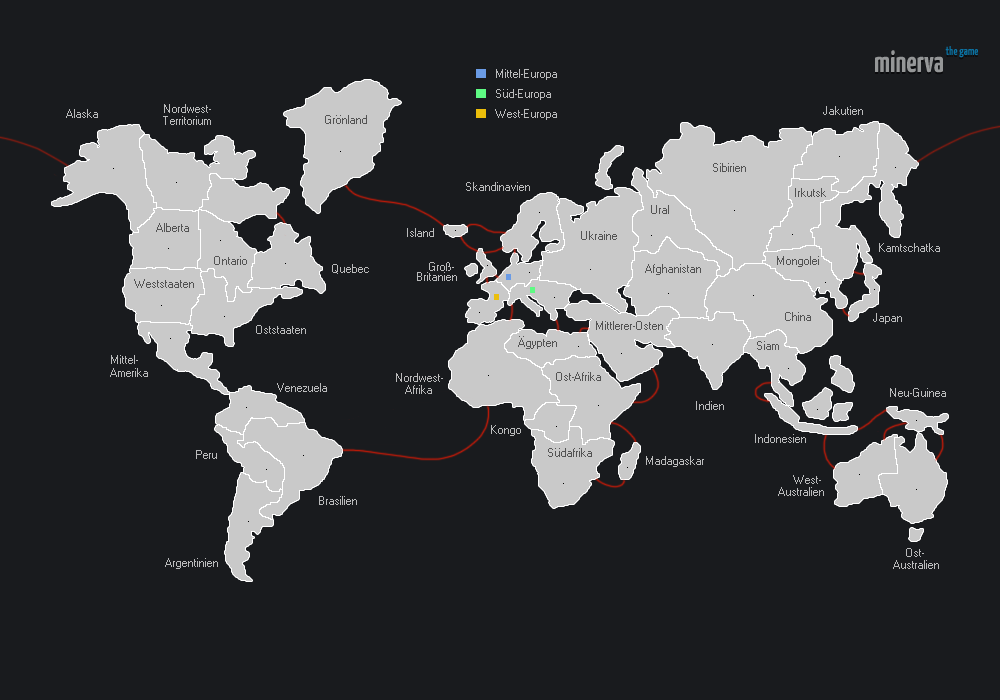 the game
minerva
Mittel-Europa
Süd-Europa
West-Europa
Alaska
Nordwest-
Territorium
Grönland
Jakutien
Sibirien
Skandinavien
Irkutsk
Ural
Alberta
Island
Ukraine
Kamtschatka
Ontario
Quebec
Groß-
Britanien
Afghanistan
Mongolei
Weststaaten
China
Japan
Oststaaten
Mittlerer-Osten
Ägypten
Siam
Mittel-
Amerika
Nordwest-
Afrika
Ost-Afrika
Venezuela
Neu-Guinea
Indien
Kongo
Indonesien
Peru
Südafrika
Madagaskar
West-
Australien
Brasilien
Ost-
Australien
Argentinien